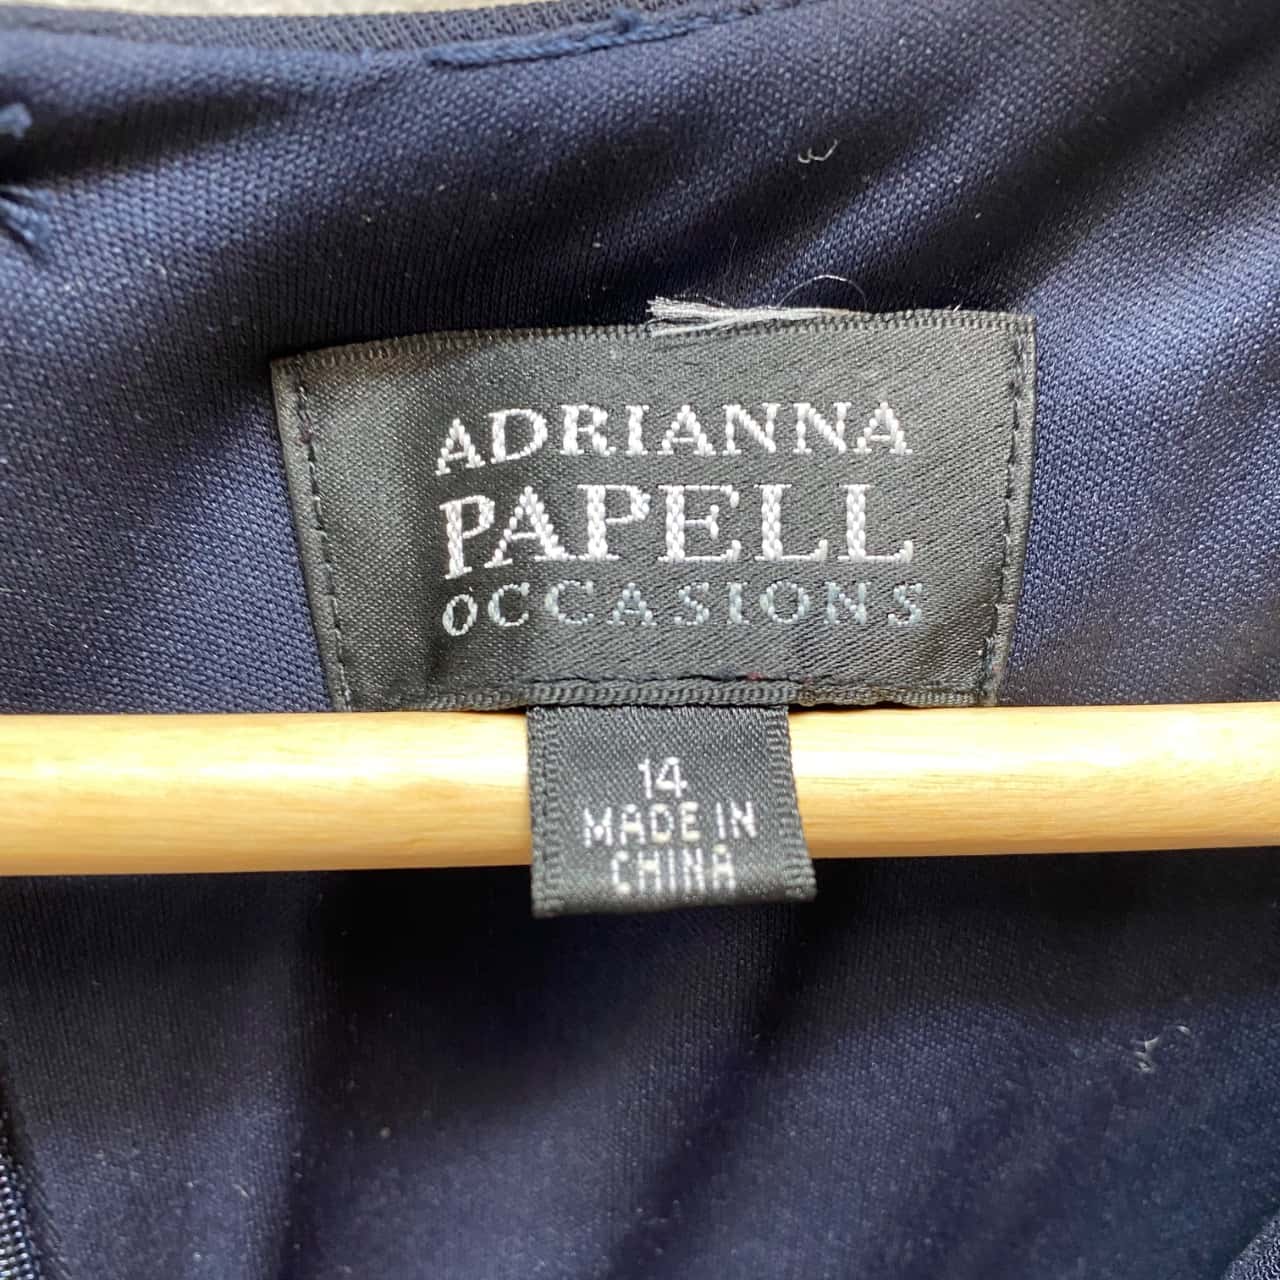 ADRIANNA
PAPELL
OCCASIONS
14
MADE IN
CHINA